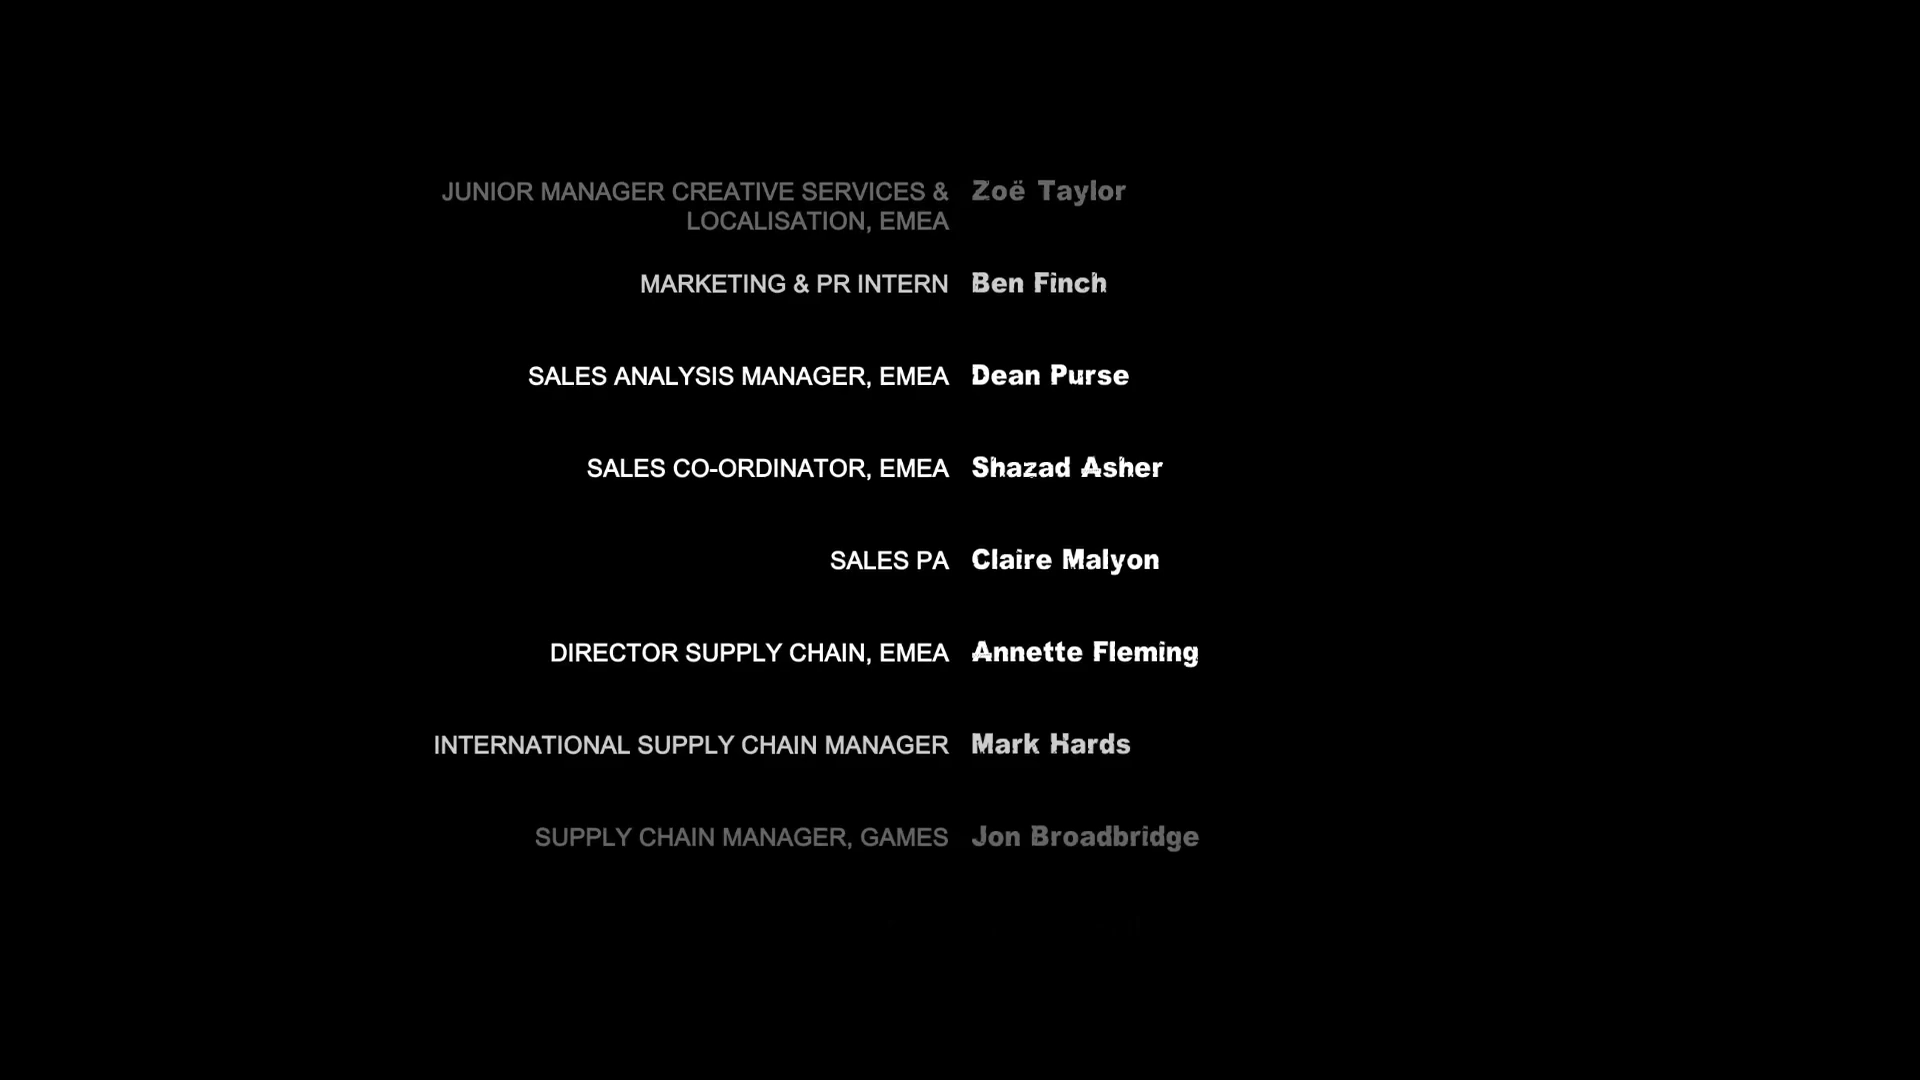 JUNIOR MANAGER CREATIVE SERVICES & Zoë Taylor
LOCALISATION, EMEA
MARKETING & PR INTERN Ben Finch
SALES ANALYSIS MANAGER, EMEA Dean Purse
SALES CO-ORDINATOR, EMEA Shazad Asher
SALES PA Claire Malyon
DIRECTOR SUPPLY CHAIN, EMEA Annette Fleming
INTERNATIONAL SUPPLY CHAIN MANAGER Mark Hards
SUPPLY CHAIN MANAGER, GAMES Jon Broadbridge